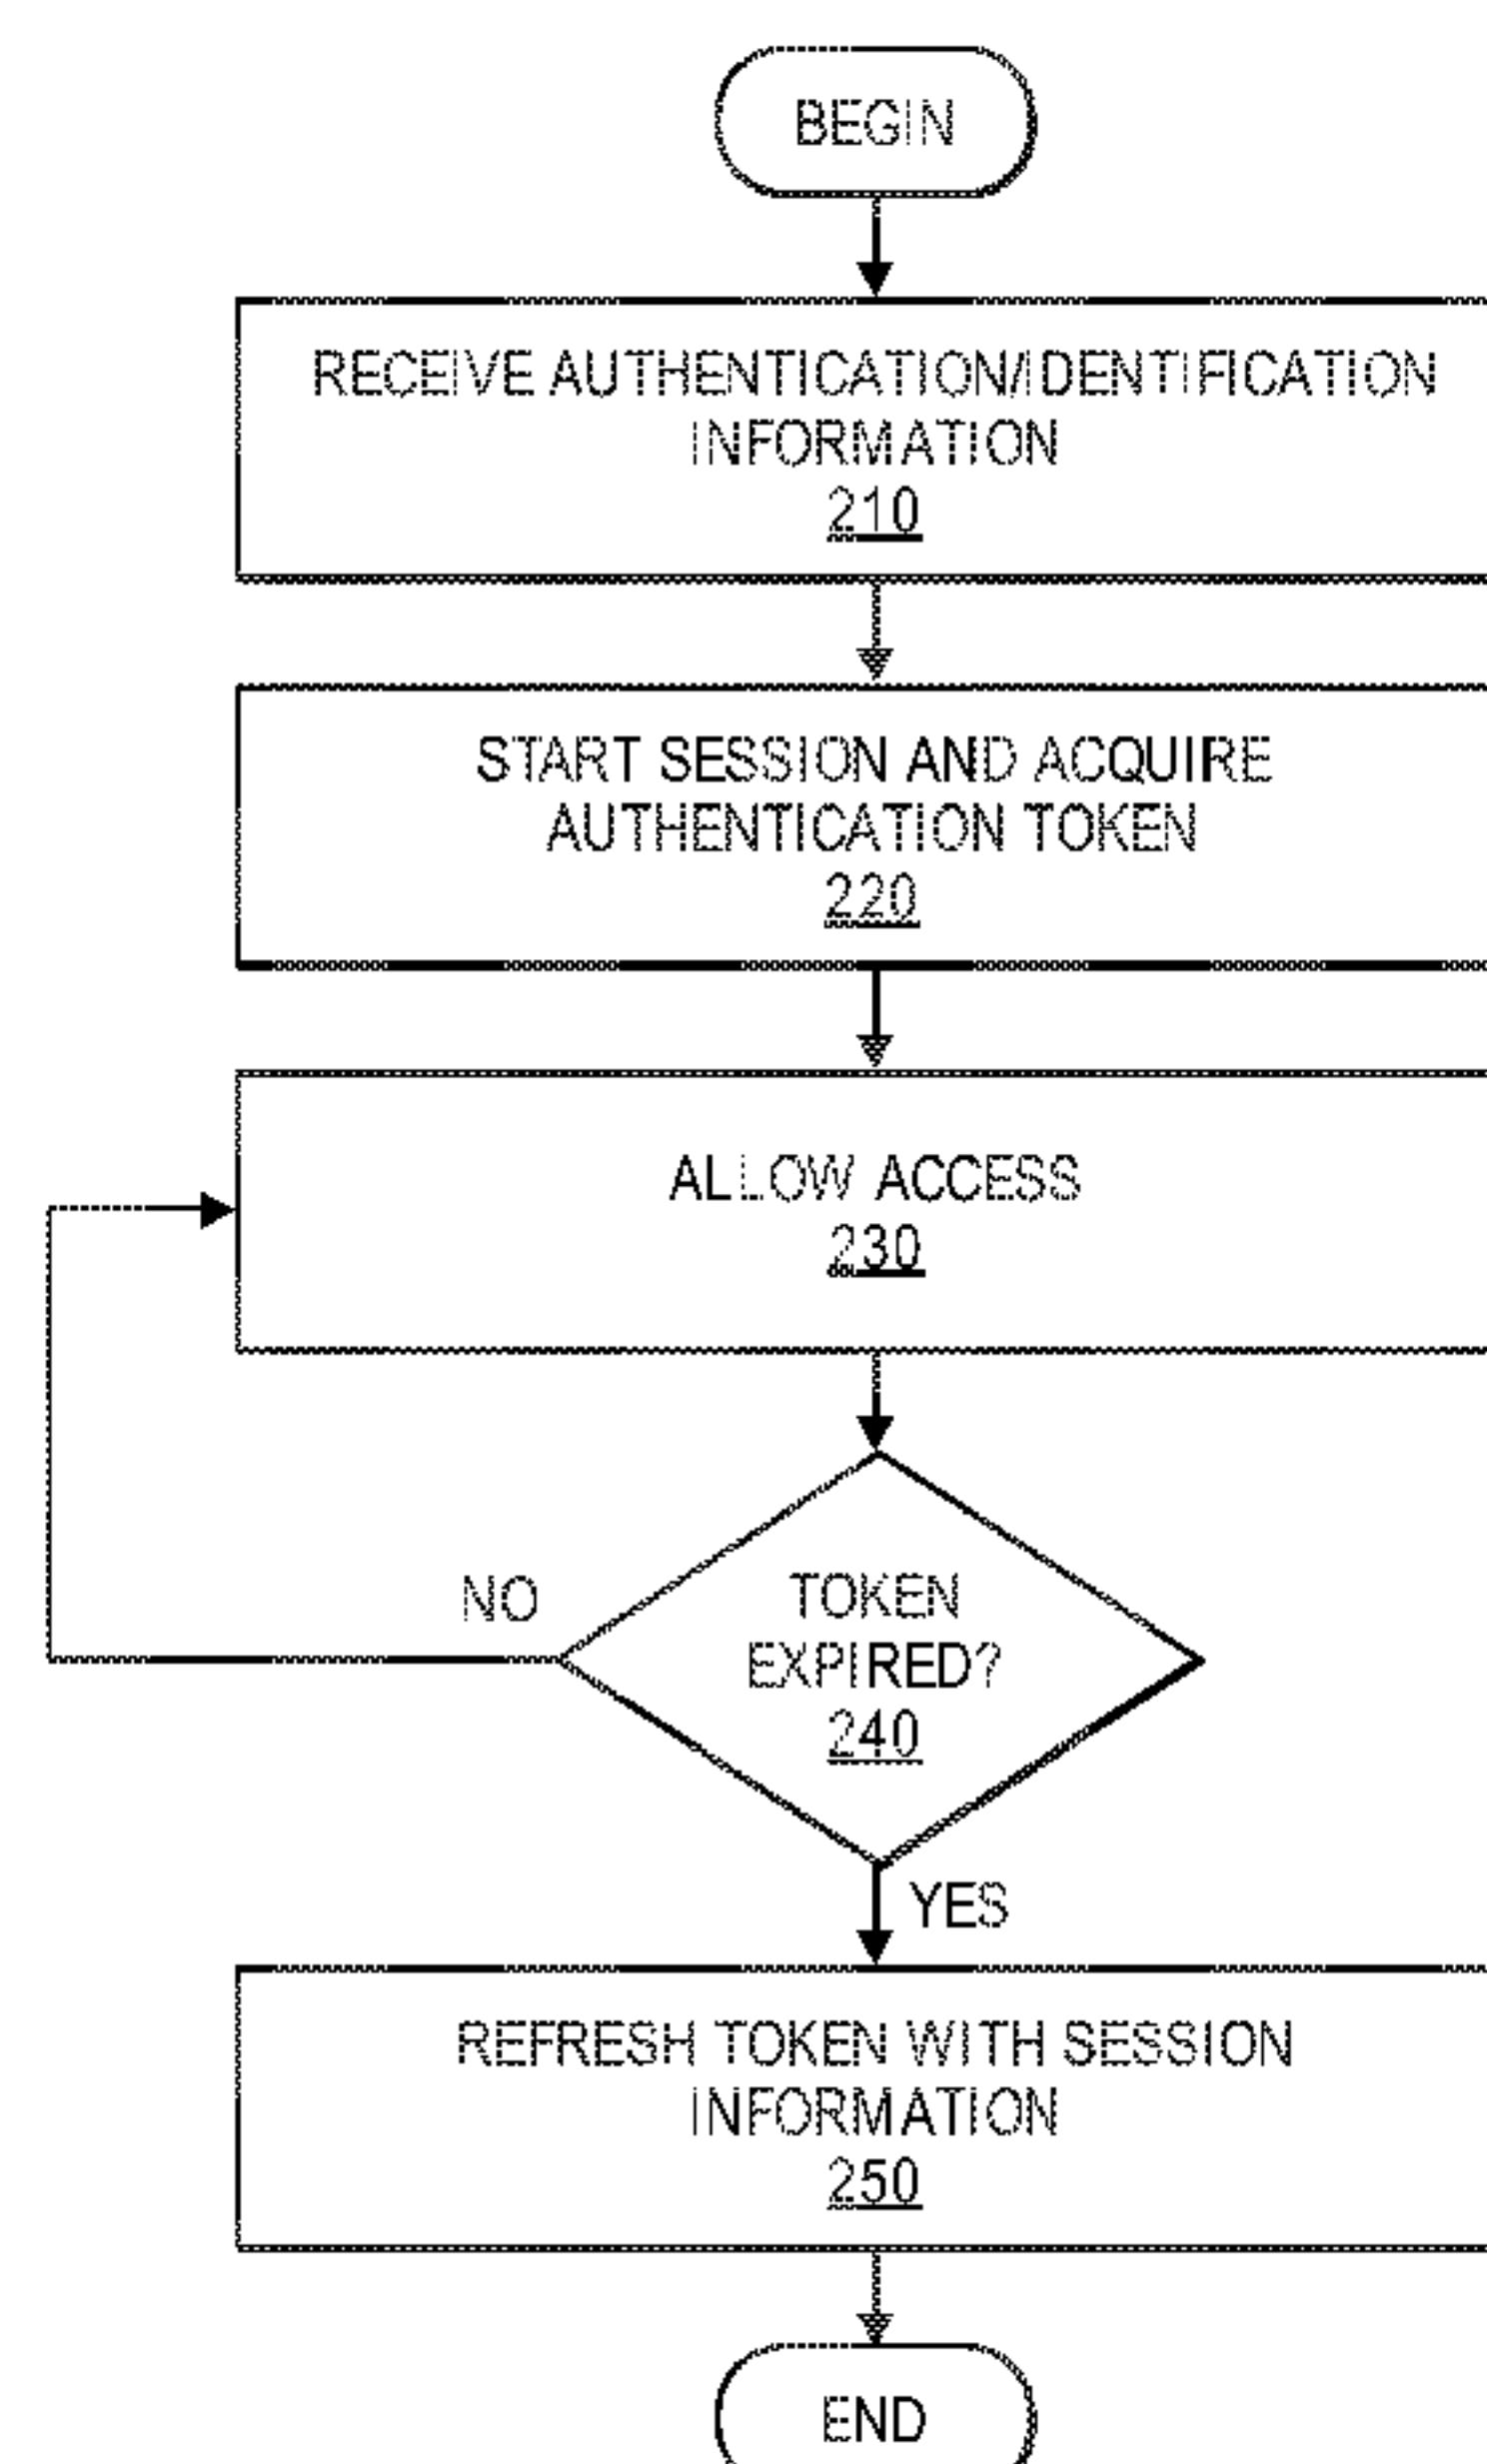 BEGIN
RECEIVE AUTHENTICATION/IDENTIFICATION
INFORMATION
210
START SESSION AND ACQUIRE
AUTHENTICATION TOKEN
220
ALLOW ACCESS
230
NO
TOKEN
EXPIRED?
240
YES
REFRESH TOKEN WITH SESSION
INFORMATION
250
END